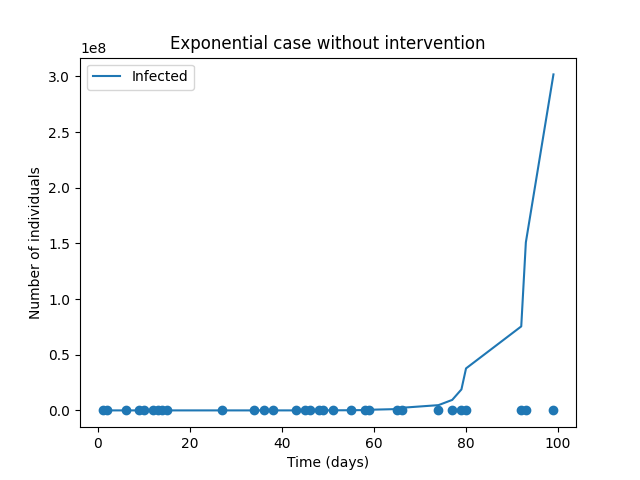 Exponential case without intervention
1e8
Infected
3.0
2.5
2.0
1.5
1.0
0.5
0.0
Number of individuals
0 20 40 60 80 100
Time (days)